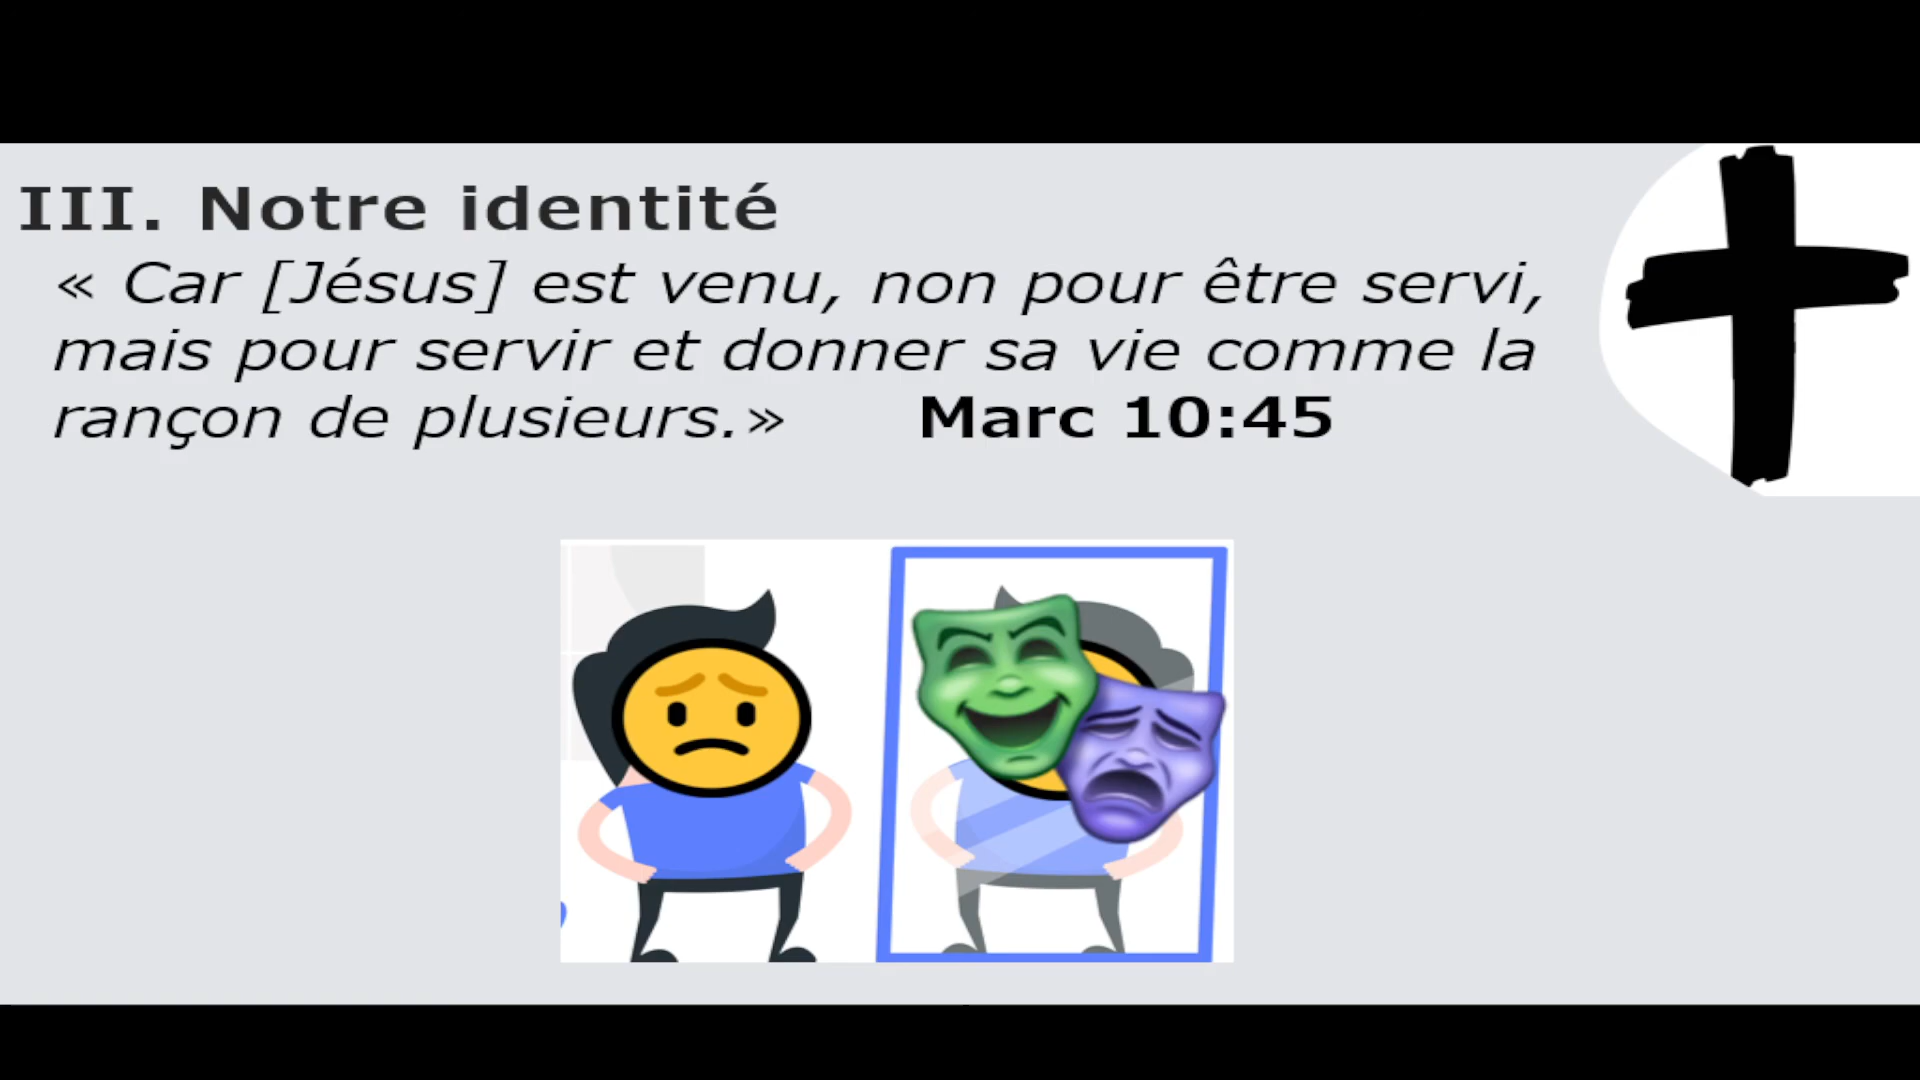 III. Notre identité
« Car [Jésus] est venu, non pour être servi,
mais pour servir et donner sa vie comme la
rançon de plusieurs.» Marc 10:45